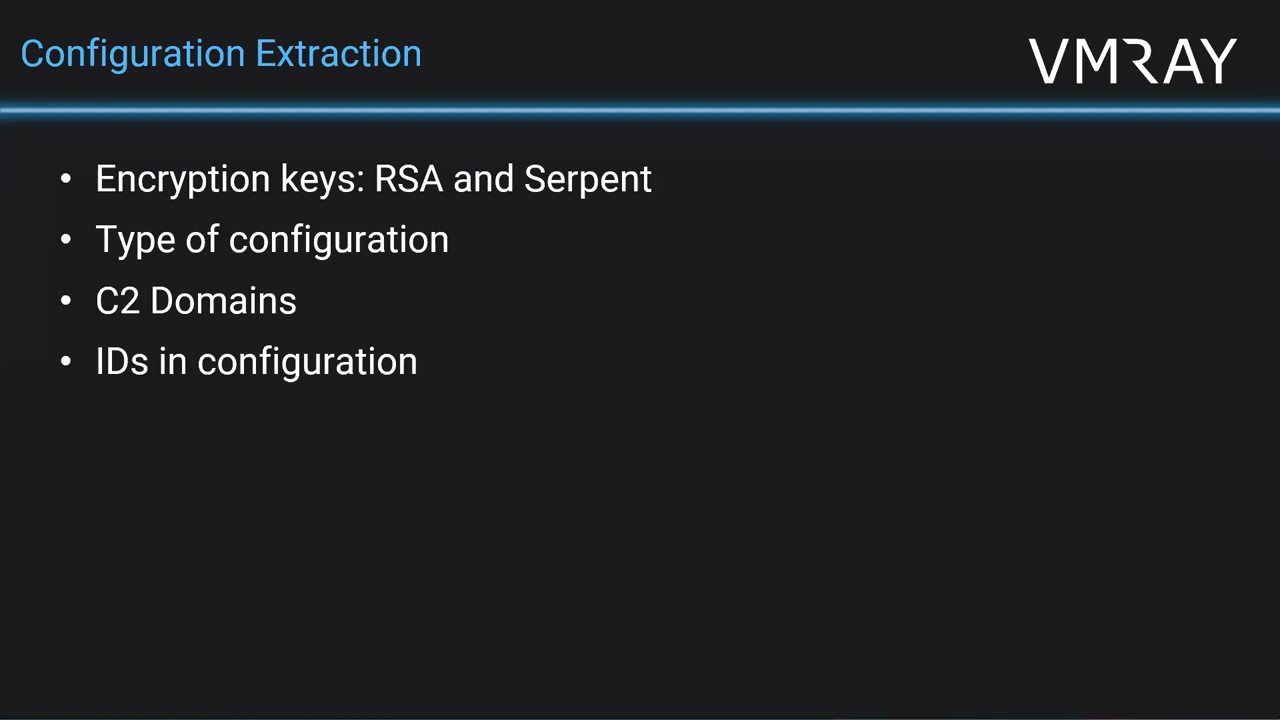 Configuration Extraction
VMRAY
• Encryption keys: RSA and Serpent
• Type of configuration
• C2 Domains
• IDs in configuration